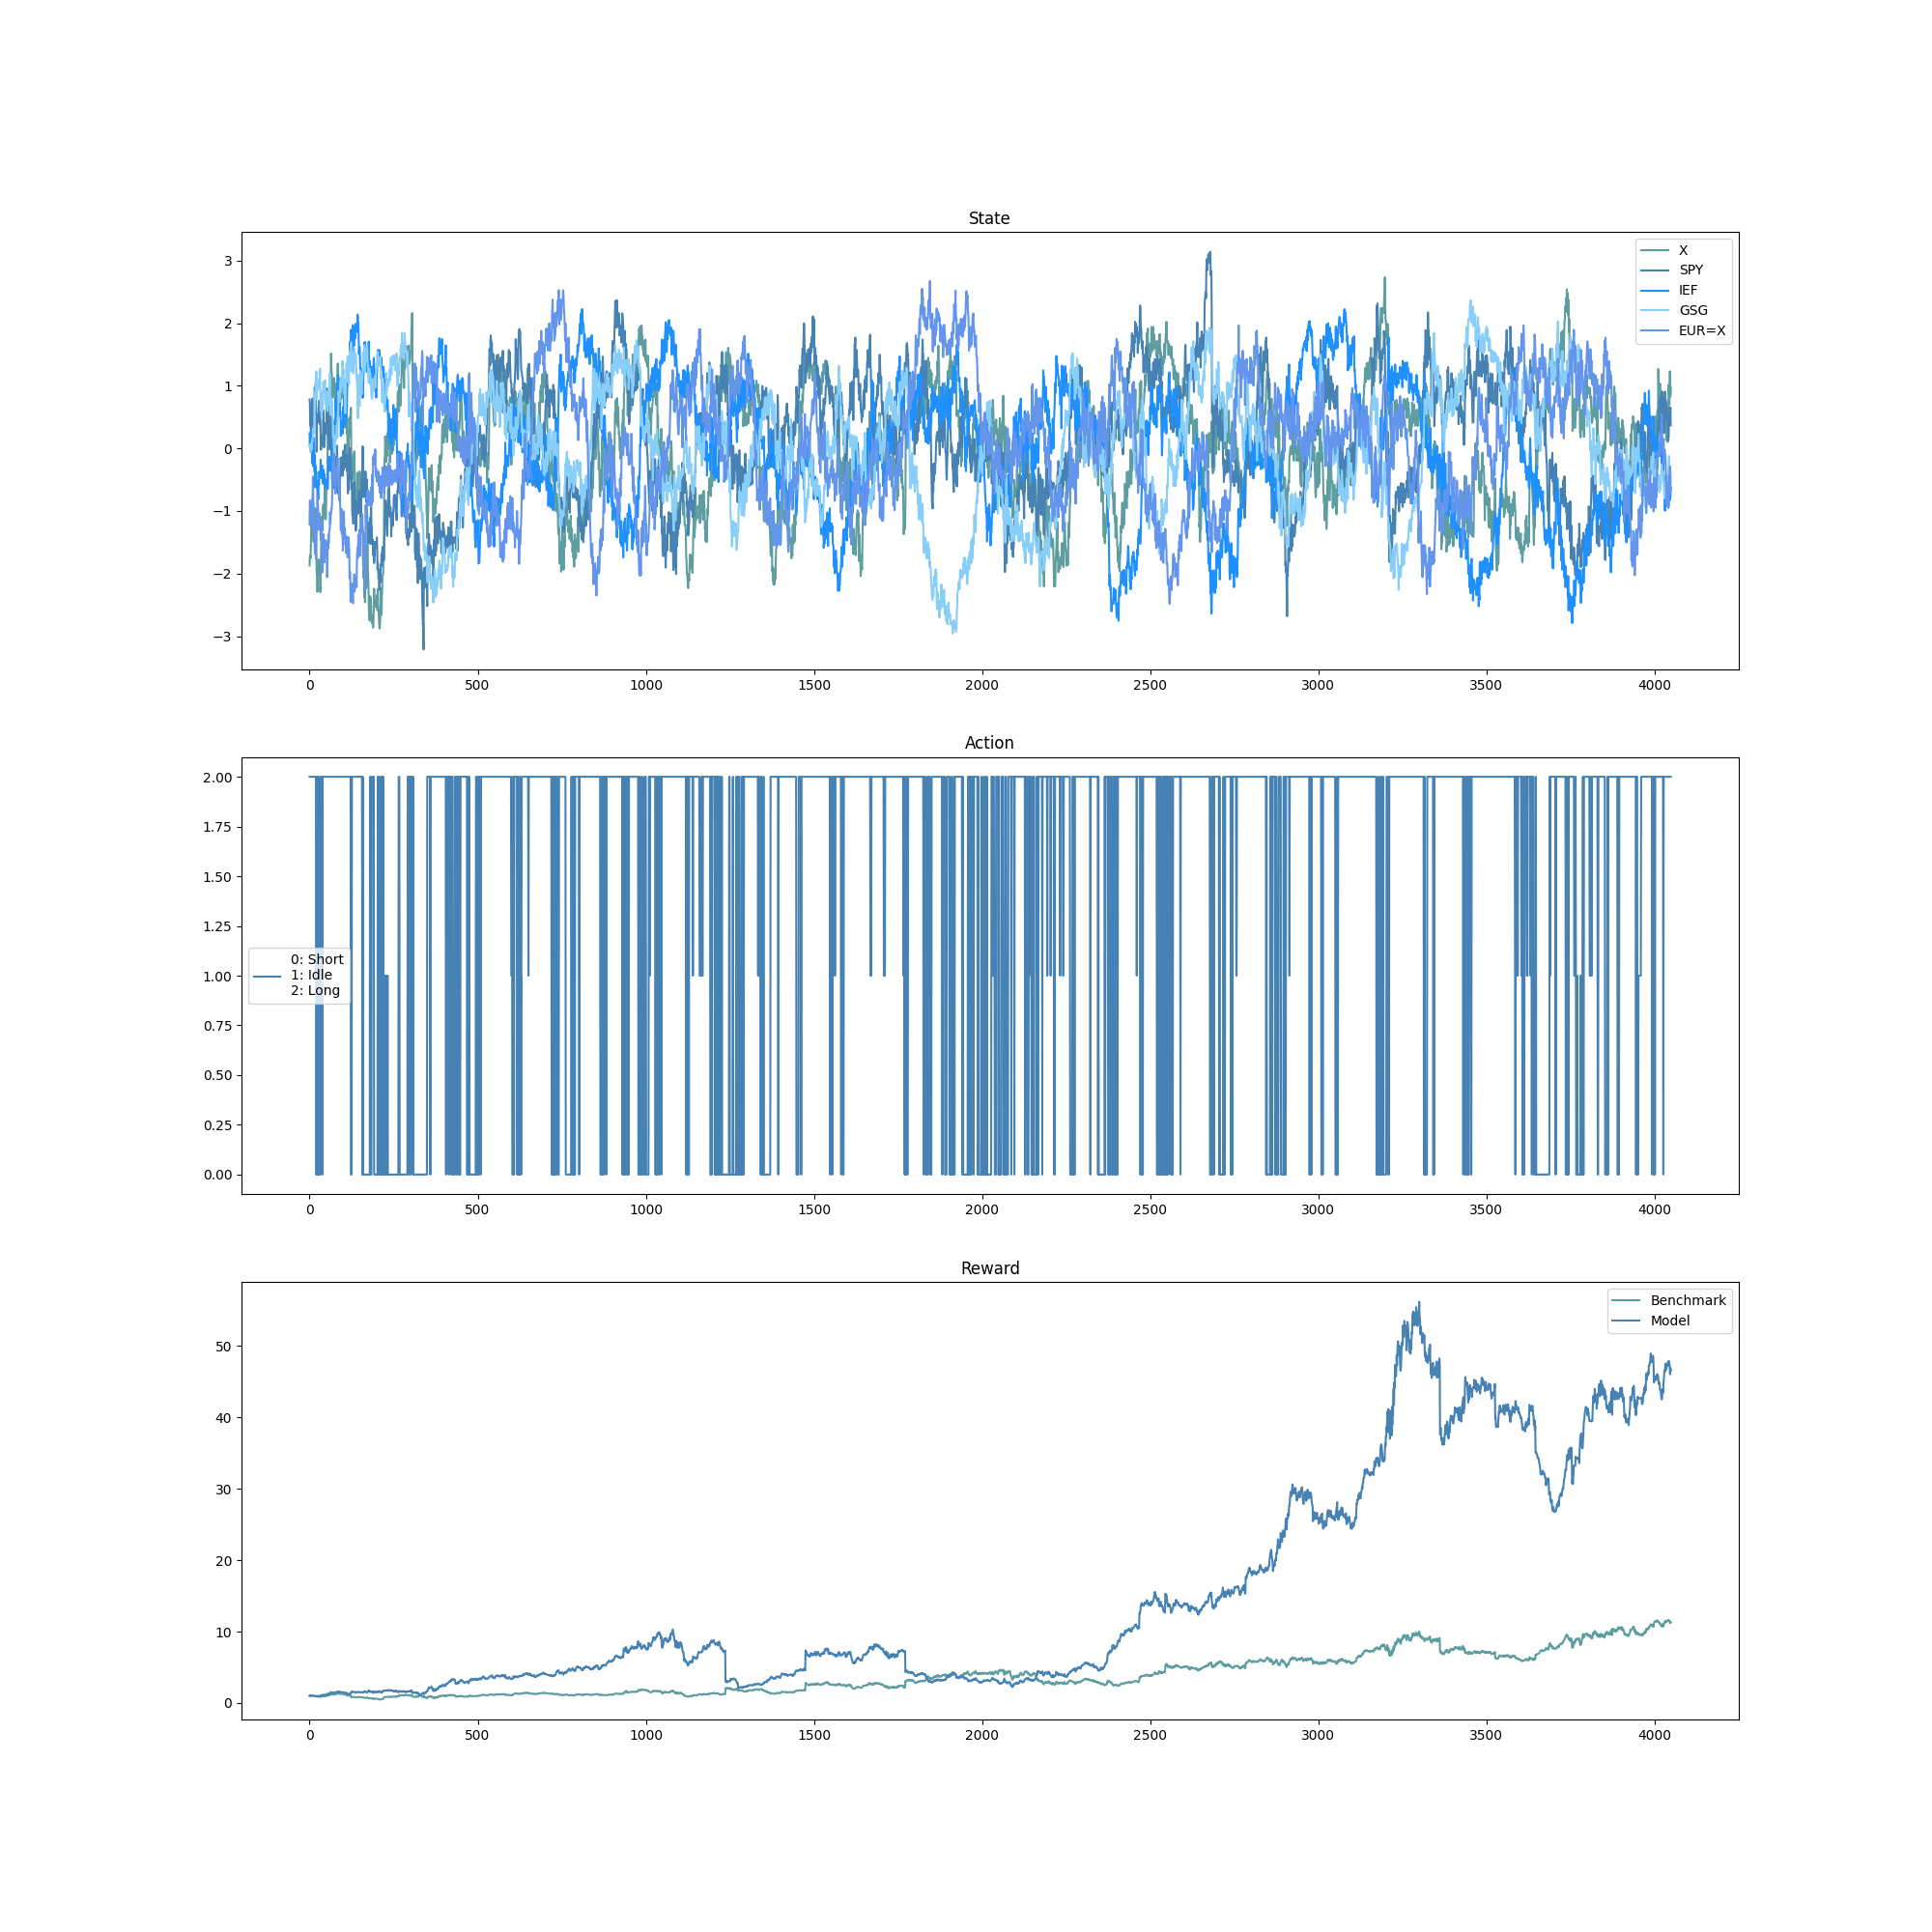 State
3
2
1
0
−1
−2
−3
X
SPY
IEF
GSG
EUR=X
0 500 1000 1500 2000 2500 3000 3500 4000
Action
2.00
1.75
1.50
1.25
1.00
0.75
0.50
0.25
0.00
0: Short
1: Idle
2: Long
0 500 1000 1500 2000 2500 3000 3500 4000
Reward
50
40
30
20
10
0
Benchmark
Model
0 500 1000 1500 2000 2500 3000 3500 4000